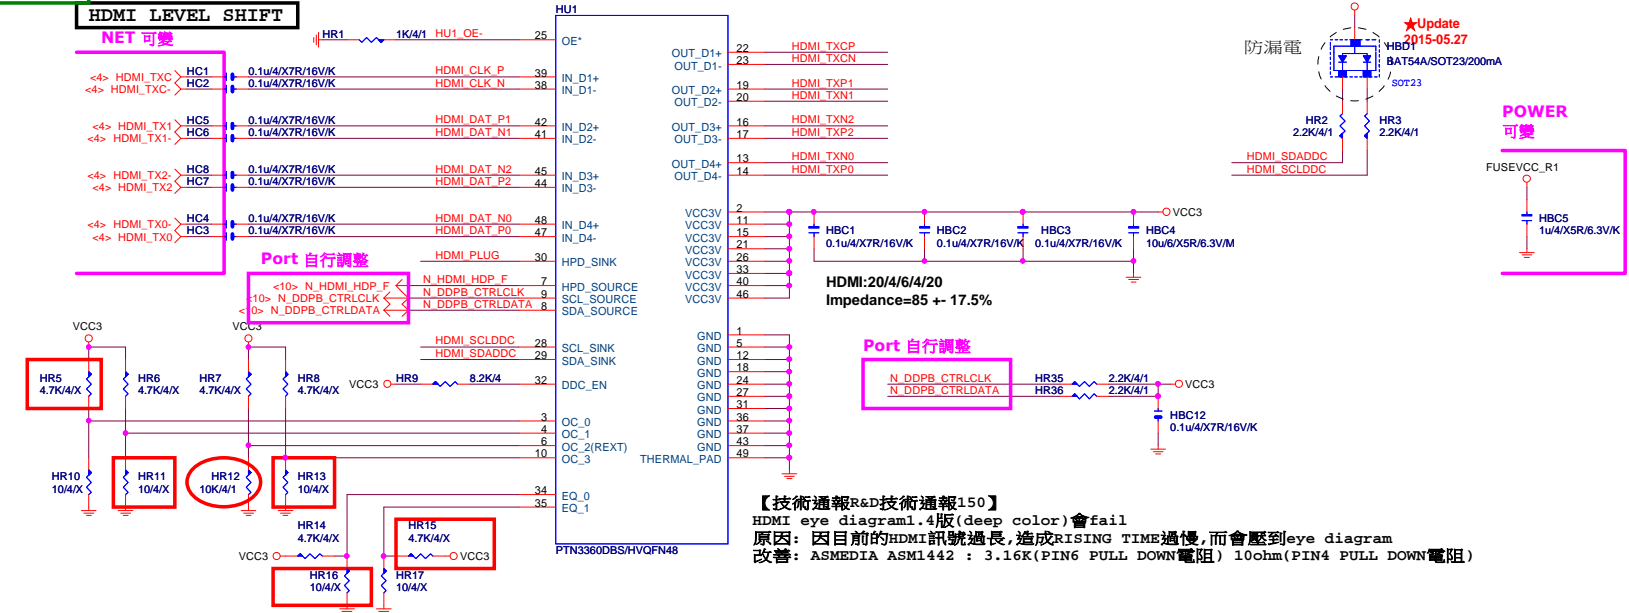 HDMI LEVEL SHIFT
NET 可變
<4> HDMI_TXC
<4> HDMI_TXC-
<4> HDMI_TX1
<4> HDMI_TX1-
<4> HDMI_TX2-
<4> HDMI_TX2
<4> HDMI_TX0-
<4> HDMI_TX0
HC1 0.1u/4/X7R/16V/K HDMI_CLK_P
HC2 0.1u/4/X7R/16V/K HDMI_CLK_N
HC5 0.1u/4/X7R/16V/K HDMI_DAT_P1
HC6 0.1u/4/X7R/16V/K HDMI_DAT_N1
HC8 0.1u/4/X7R/16V/K HDMI_DAT_N2
HC7 0.1u/4/X7R/16V/K HDMI_DAT_P2
HC4 0.1u/4/X7R/16V/K HDMI_DAT_N0
HC3 0.1u/4/X7R/16V/K HDMI_DAT_P0
HR1 1K/4/1 HU1_OE-
HDMI_PLUG
Port 自行調整
<10> N_HDMI_HDP_F N_HDMI_HDP_F
<10> N_DDPB_CTRLCLK N_DDPB_CTRLCLK
<10> N_DDPB_CTRLDATA N_DDPB_CTRLDATA
HDMI_SCLDDC
HDMI_SDADDC
VCC3 HR9 8.2K/4
HU1
25 OE*
39 IN_D1+
38 IN_D1-
42 IN_D2+
41 IN_D2-
45 IN_D3+
44 IN_D3-
48 IN_D4+
47 IN_D4-
30 HPD_SINK
7 HPD_SOURCE
9 SCL_SOURCE
8 SDA_SOURCE
28 SCL_SINK
29 SDA_SINK
32 DDC_EN
3 OC_0
4 OC_1
6 OC_2(REXT)
10 OC_3
34 EQ_0
35 EQ_1
OUT_D1+ 22 HDMI_TXCP
OUT_D1- 23 HDMI_TXCN
OUT_D2+ 19 HDMI_TXP1
OUT_D2- 20 HDMI_TXN1
OUT_D3+ 16 HDMI_TXN2
OUT_D3- 17 HDMI_TXP2
OUT_D4+ 13 HDMI_TXN0
OUT_D4- 14 HDMI_TXP0
VCC3V 2
VCC3V 11
VCC3V 15
VCC3V 21
VCC3V 26
VCC3V 33
VCC3V 40
VCC3V 46
GND 1
GND 5
GND 12
GND 18
GND 24
GND 27
GND 31
GND 36
GND 37
GND 43
THERMAL_PAD 49
PTN3360DBS/HVQFN48
VCC3
VCC3
HR5
4.7K/4/X
HR6
4.7K/4/X
HR7
4.7K/4/X
HR8
4.7K/4/X
HR10
10/4/X
HR11
10/4/X
HR12
10K/4/1
HR13
10/4/X
HR14
4.7K/4/X
VCC3
HR15
4.7K/4/X
VCC3
HR16
10/4/X
HR17
10/4/X
VCC3
HBC1
0.1u/4/X7R/16V/K
HBC2
0.1u/4/X7R/16V/K
HBC3
0.1u/4/X7R/16V/K
HBC4
10u/6/X5R/6.3V/M
HDMI:20/4/6/4/20
Impedance=85 +- 17.5%
Port 自行調整
N_DDPB_CTRLCLK HR35 2.2K/4/1 VCC3
N_DDPB_CTRLDATA HR36 2.2K/4/1
HBC12
0.1u/4/X7R/16V/K
防漏電
★Update
2015-05.27
HBD1
BAT54A/SOT23/200mA
SOT23
HR2
2.2K/4/1
HR3
2.2K/4/1
HDMI_SDADDC
HDMI_SCLDDC
POWER
可變
FUSEVCC_R1
HBC5
1u/4/X5R/6.3V/K
【技術通報R&D技術通報150】
HDMI eye diagram1.4版(deep color)會fail
原因: 因目前的HDMI訊號過長,造成RISING TIME過慢,而會壓到eye diagram
改善: ASMEDIA ASM1442 : 3.16K(PIN6 PULL DOWN電阻) 10ohm(PIN4 PULL DOWN電阻)